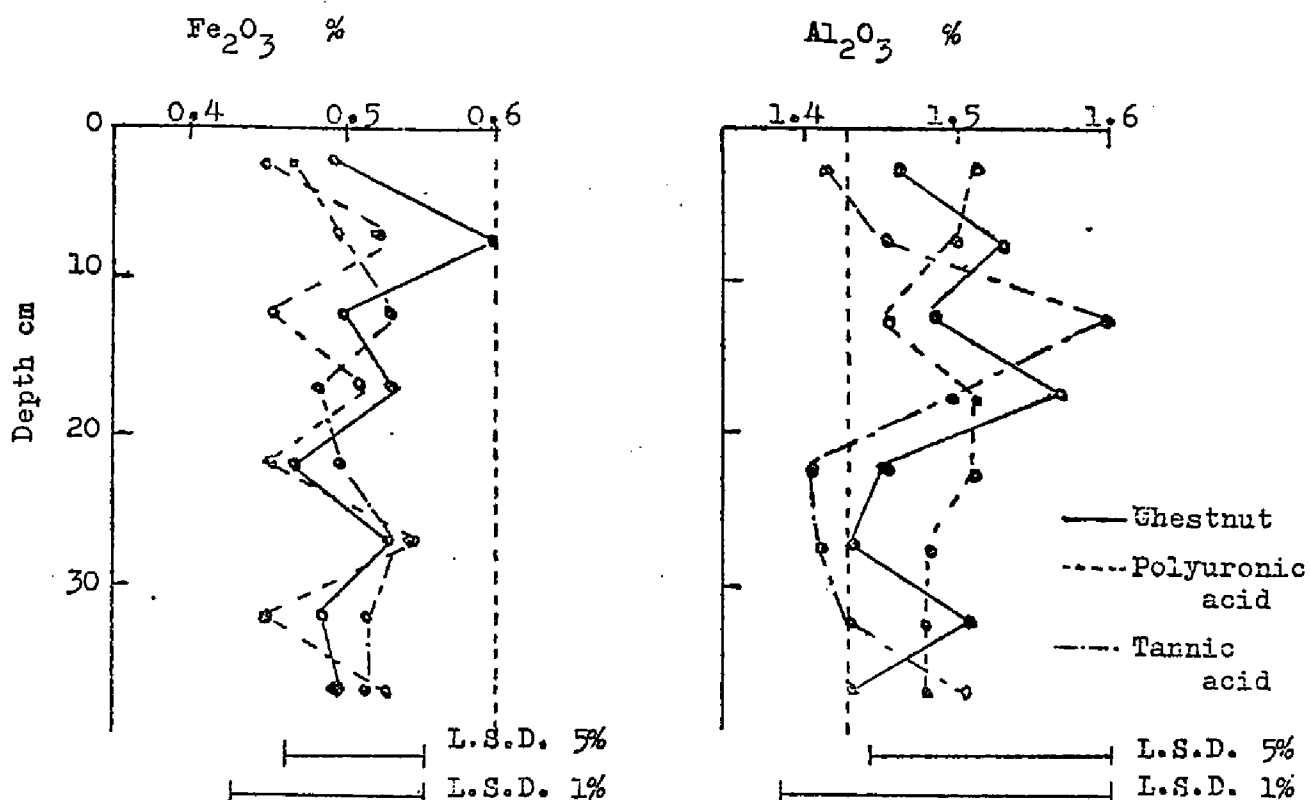 Fe2O3 %
Al2O3 %
0.4 0.5 0.6
1.4 1.5 1.6
0
10
20
30
Depth cm
Chestnut
Polyuronic
acid
Tannic
acid
L.S.D. 5%
L.S.D. 1%
L.S.D. 5%
L.S.D. 1%